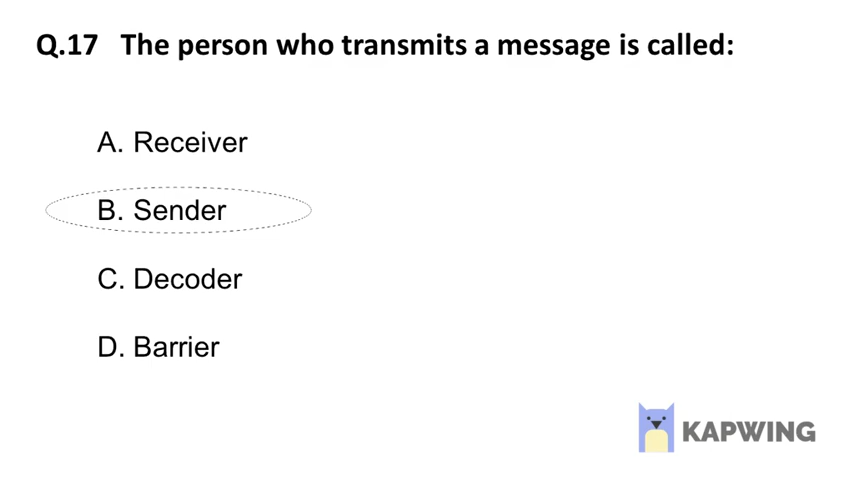 Q.17 The person who transmits a message is called:
A. Receiver
B. Sender
C. Decoder
D. Barrier
KAPWING